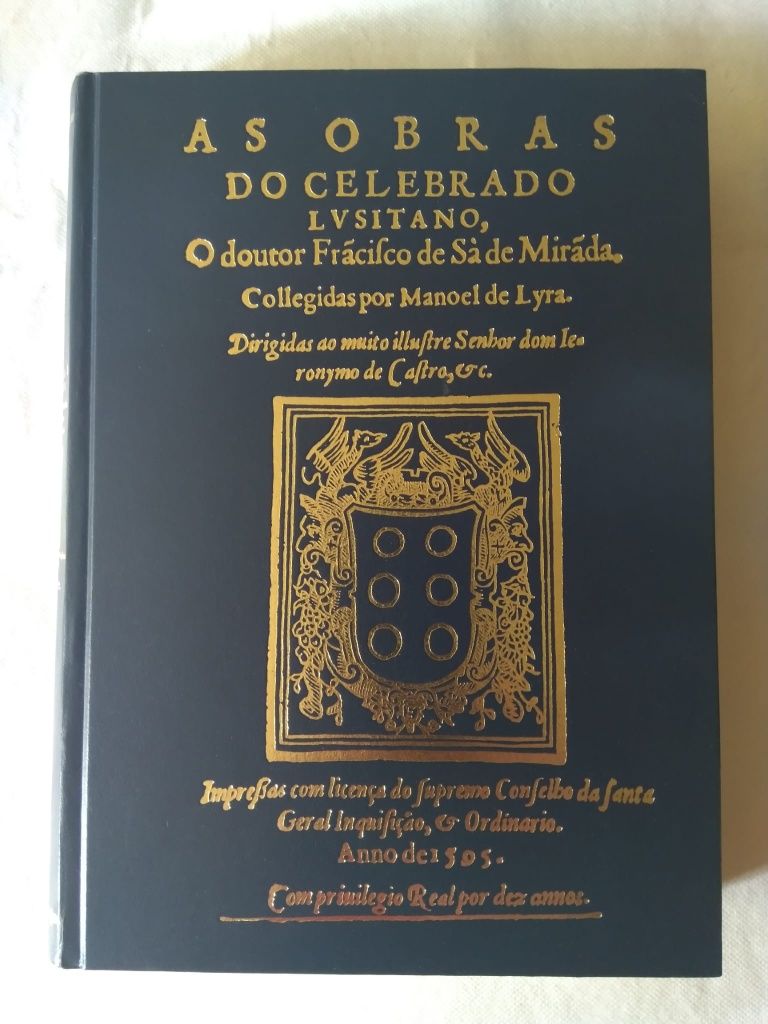 AS OBRAS
DO CELEBRADO
LVSITANO,
O doutor Frãciſco de Sà de Mirãda.
Collegidas por Manoel de Lyra.
Dirigidas ao muito illuſtre Senhor dom Ie-
ronymo de Caſtro, &c.
Impreſſas com licença do ſupremo Conſelho da ſanta
Geral Inquiſição, & Ordinario.
Anno de 1595.
Com priuilegio Real por dez annos.